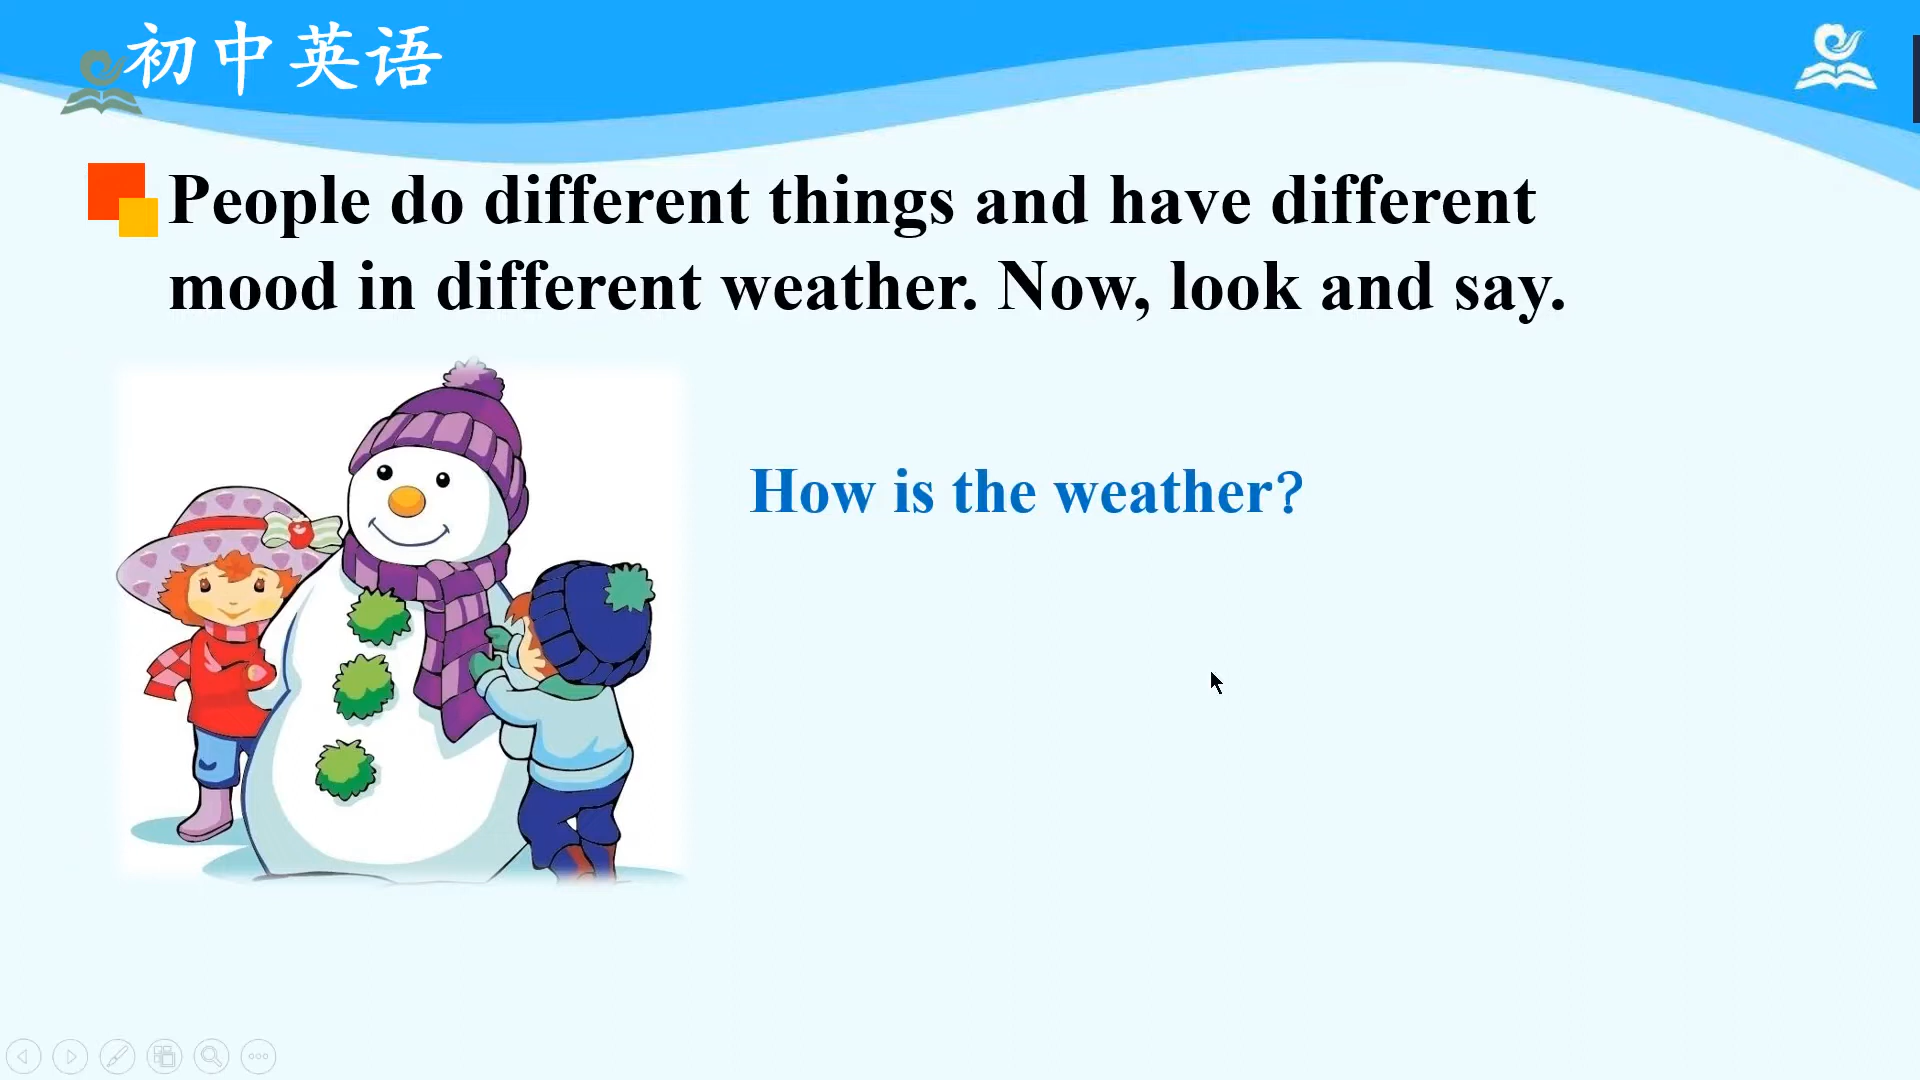 初中英语
People do different things and have different
mood in different weather. Now, look and say.
How is the weather?